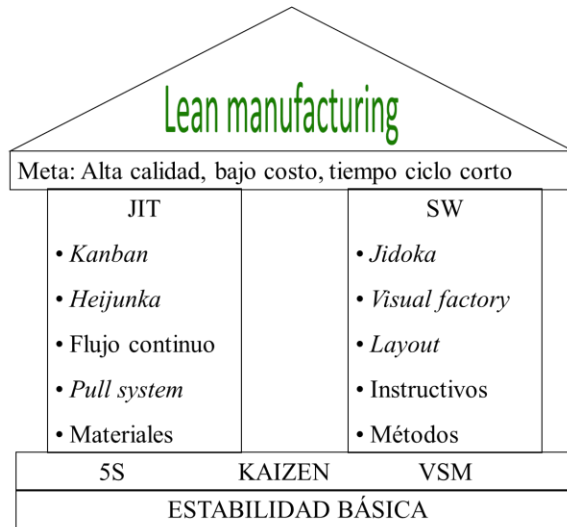 Lean manufacturing
Meta: Alta calidad, bajo costo, tiempo ciclo corto
JIT
• Kanban
• Heijunka
• Flujo continuo
• Pull system
• Materiales
SW
• Jidoka
• Visual factory
• Layout
• Instructivos
• Métodos
5S KAIZEN VSM
ESTABILIDAD BÁSICA